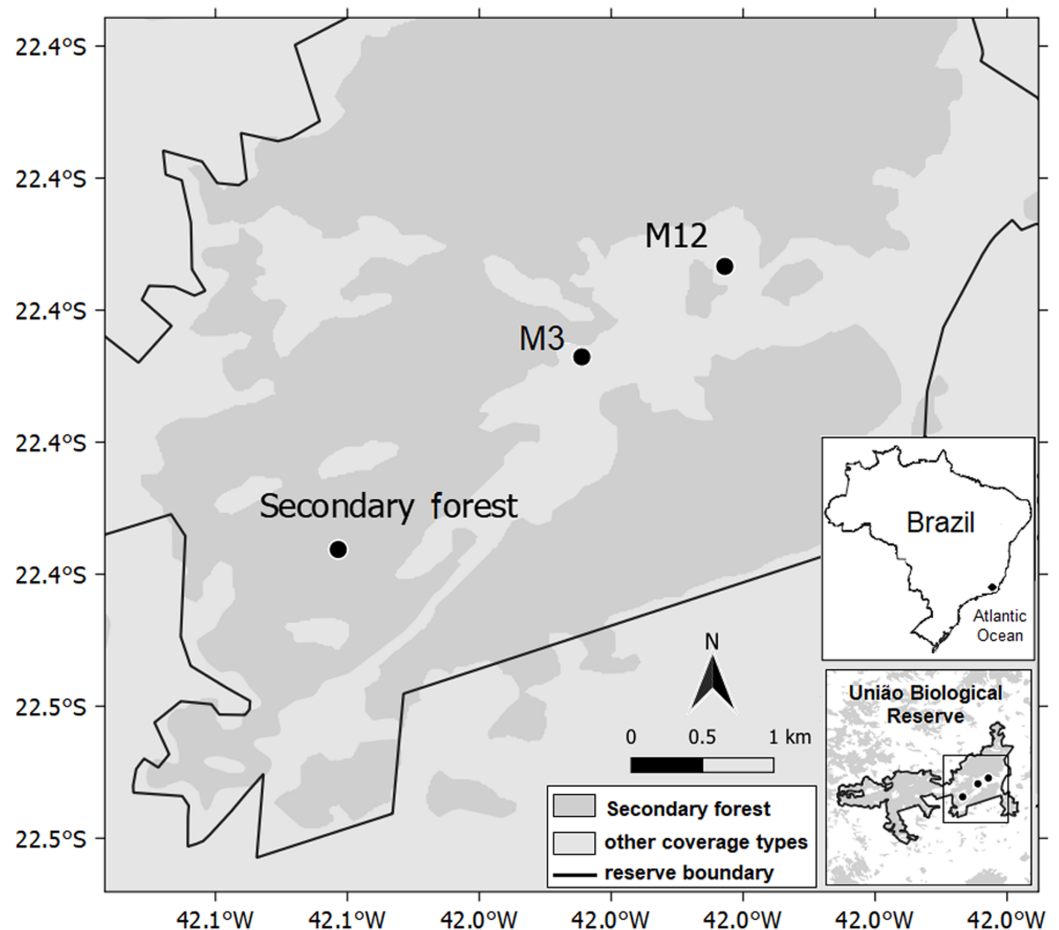 22.4°S
22.4°S
22.4°S
22.4°S
22.4°S
22.5°S
22.5°S
M12
M3
Secondary forest
Brazil
Atlantic
Ocean
N
0 0.5 1 km
União Biological
Reserve
Secondary forest
other coverage types
reserve boundary
42.1°W 42.1°W 42.0°W 42.0°W 42.0°W 42.0°W 42.0°W